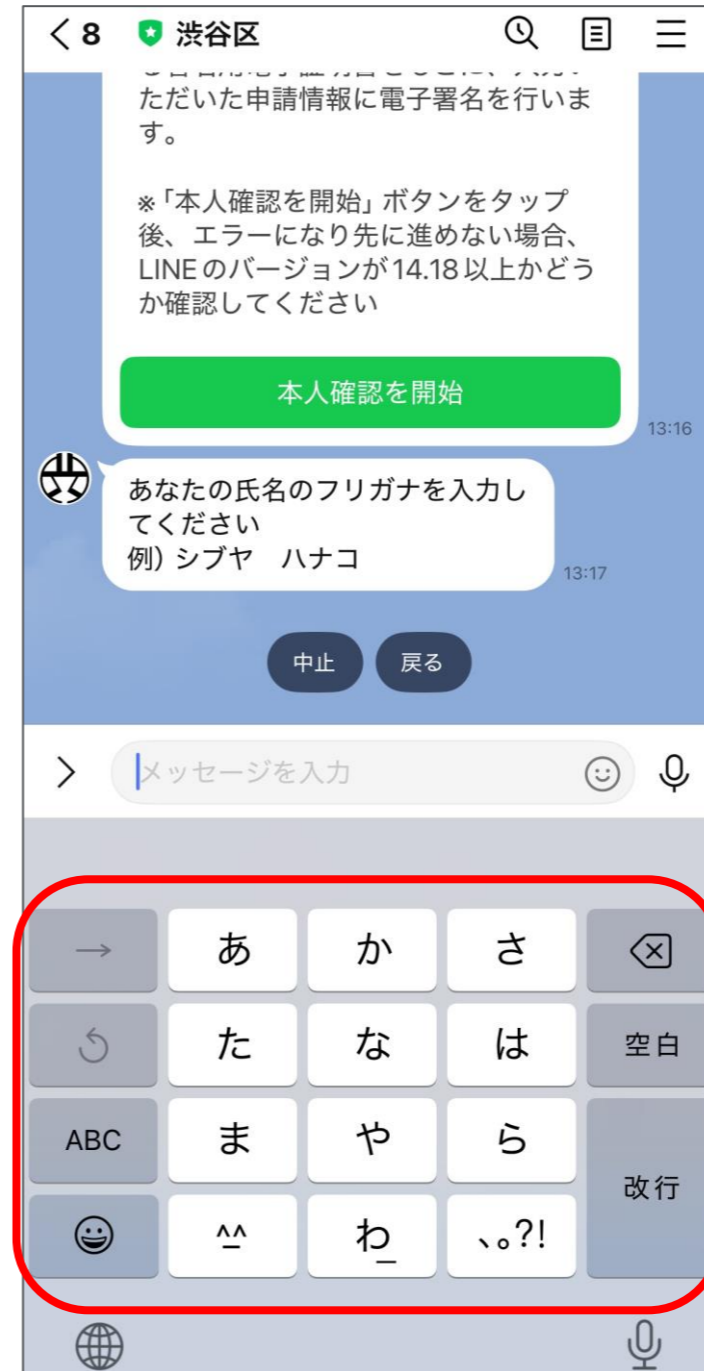 8 渋谷区
ただいた申請情報に電子署名を行いま
す。
※「本人確認を開始」ボタンをタップ
後、エラーになり先に進めない場合、
LINEのバージョンが14.18以上かどう
か確認してください
本人確認を開始
13:16
あなたの氏名のフリガナを入力し
てください
例）シブヤ　ハナコ
13:17
中止 戻る
メッセージを入力
→ あ か さ
た な は 空白
ABC ま や ら
改行
^^ わ 、。?!